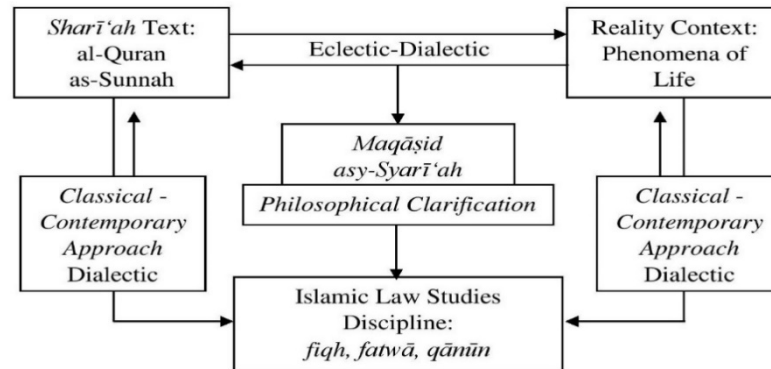 Sharī‘ah Text:
al-Quran
as-Sunnah
Eclectic-Dialectic
Reality Context:
Phenomena of
Life
Maqāṣid
asy-Syarī‘ah
Philosophical Clarification
Classical -
Contemporary
Approach
Dialectic
Classical -
Contemporary
Approach
Dialectic
Islamic Law Studies
Discipline:
fiqh, fatwā, qāmīn